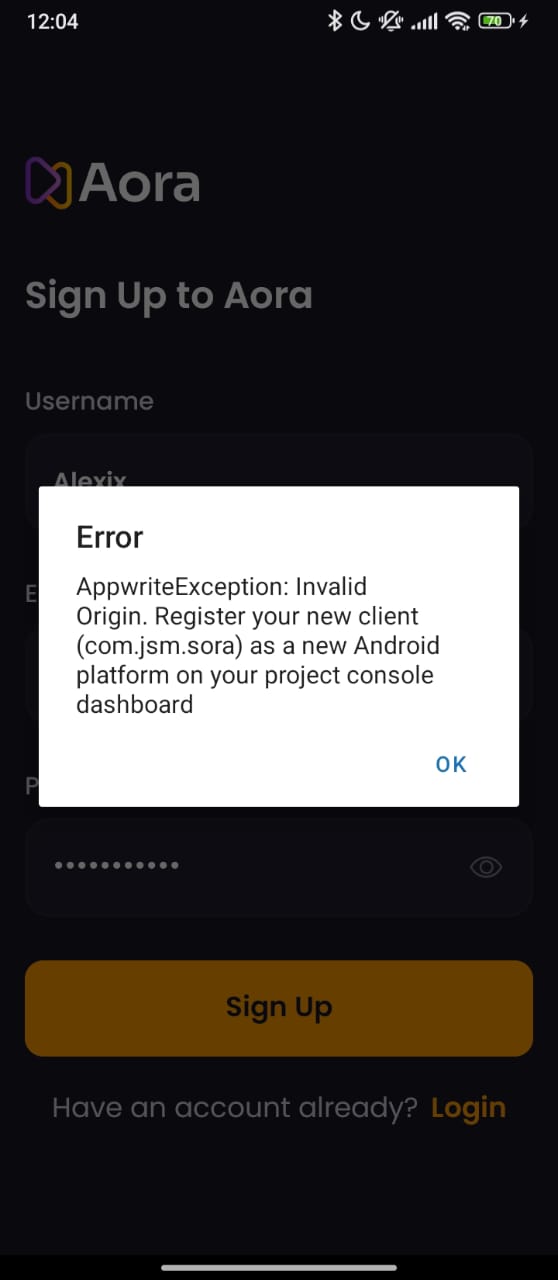 12:04
70
Aora
Sign Up to Aora
Username
Alexix
Error
AppwriteException: Invalid
Origin. Register your new client
(com.jsm.sora) as a new Android
platform on your project console
dashboard
OK
Sign Up
Have an account already? Login